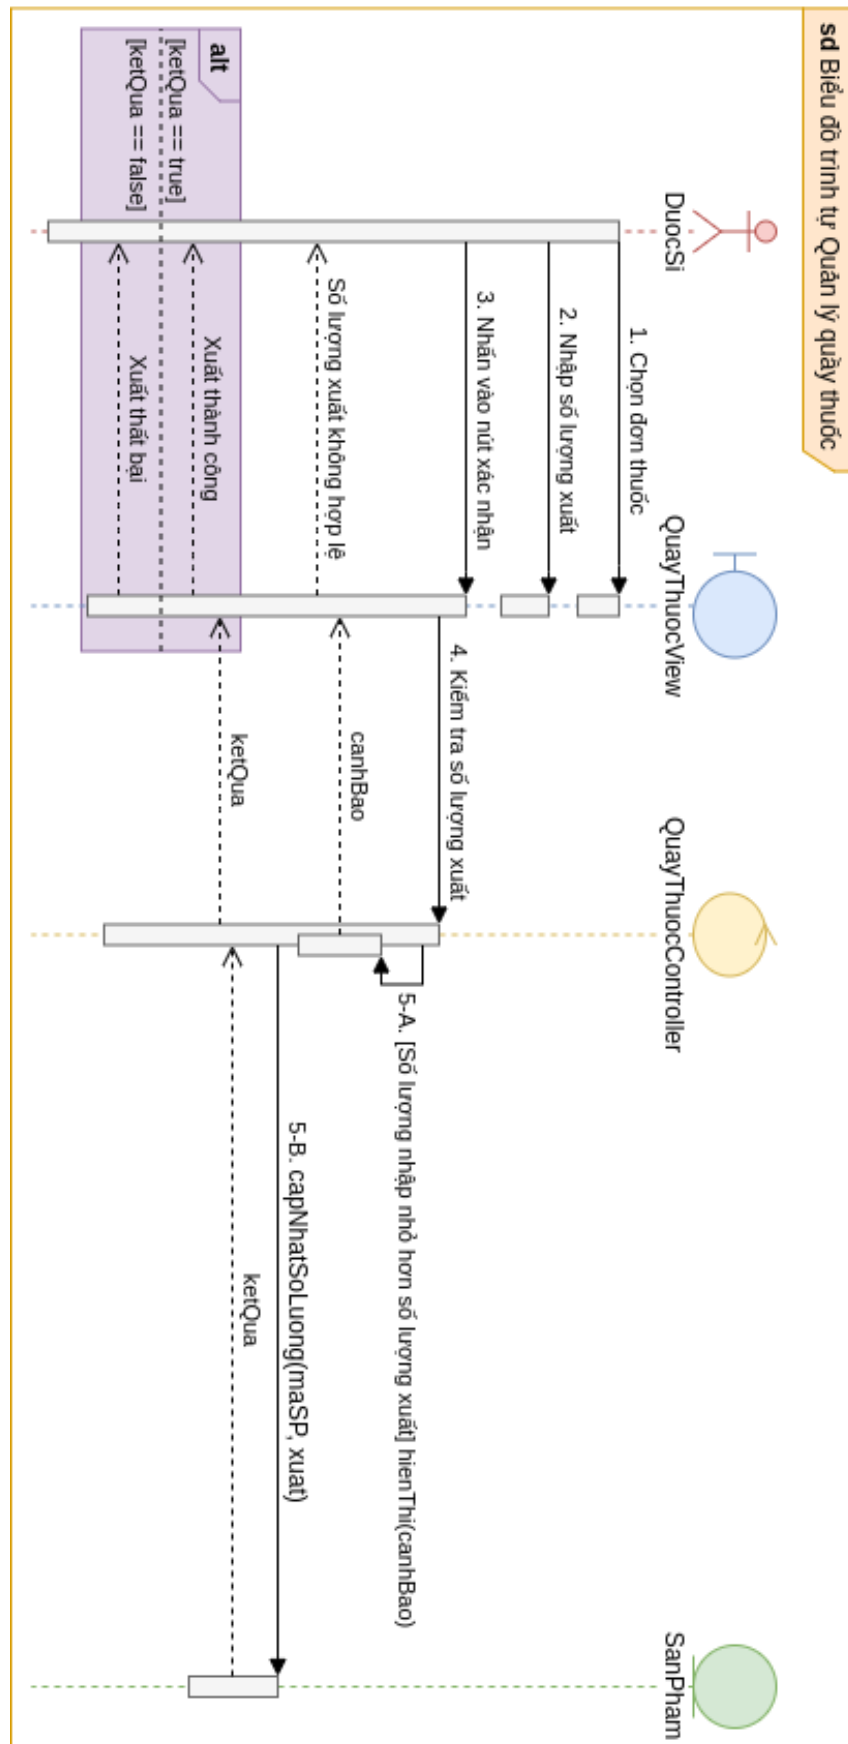 sd Biểu đồ trình tự Quản lý quầy thuốc
DuocSi
QuayThuocView
QuayThuocController
SanPham
1. Chọn đơn thuốc
2. Nhập số lượng xuất
3. Nhấn vào nút xác nhận
4. Kiểm tra số lượng xuất
5-A. [Số lượng nhập nhỏ hơn số lượng xuất] hienThi(canhBao)
canhBao
Số lượng xuất không hợp lệ
5-B. capNhatSoLuong(maSP, xuat)
ketQua
ketQua
alt
[ketQua == true]
Xuất thành công
[ketQua == false]
Xuất thất bại